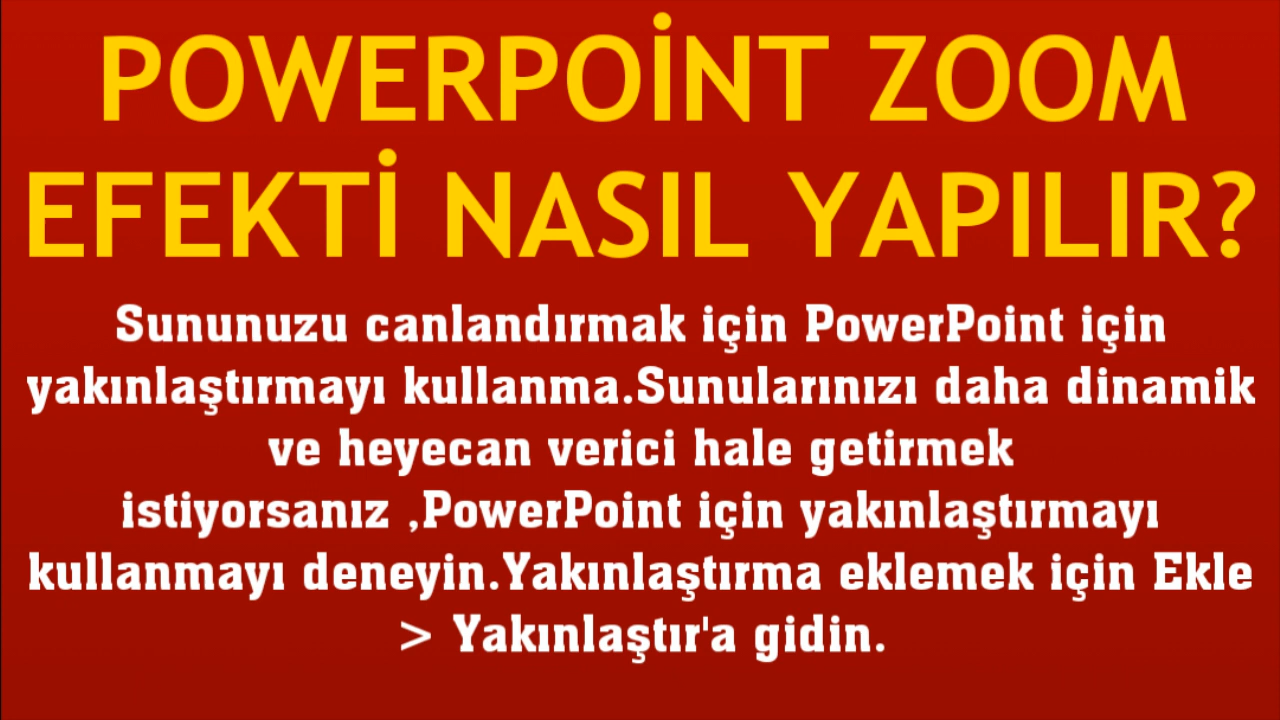 POWERPOİNT ZOOM
EFEKTİ NASIL YAPILIR?
Sununuzu canlandırmak için PowerPoint için
yakınlaştırmayı kullanma.Sunularınızı daha dinamik
ve heyecan verici hale getirmek
istiyorsanız ,PowerPoint için yakınlaştırmayı
kullanmayı deneyin.Yakınlaştırma eklemek için Ekle
> Yakınlaştır'a gidin.